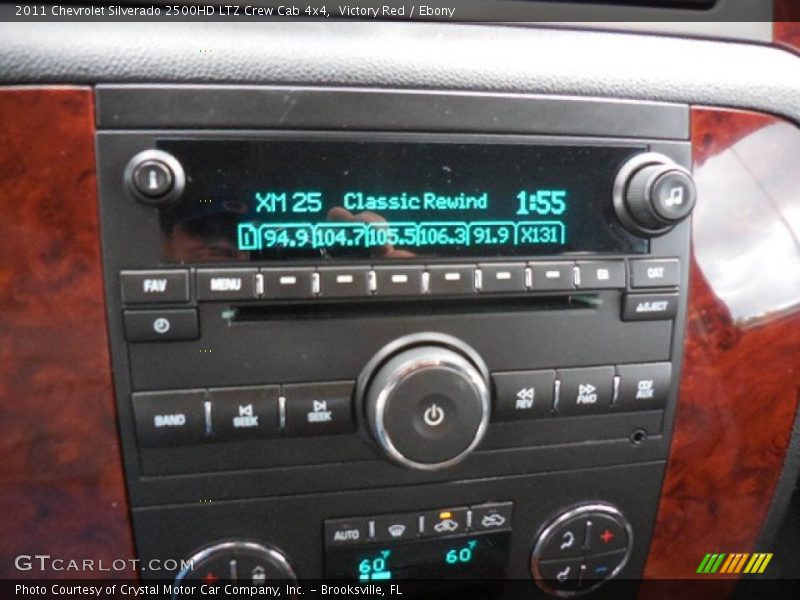 2011 Chevrolet Silverado 2500HD LTZ Crew Cab 4x4,  Victory Red / Ebony
i
XM 25 Classic Rewind 1:55
1 94.9 104.7 105.5 106.3 91.9 X131
FAV MENU CAT
EJECT
BAND SEEK SEEK REV FWD CD/AUX
AUTO
60° 60°
GTCarlot.com
Photo Courtesy of Crystal Motor Car Company, Inc. – Brooksville, FL